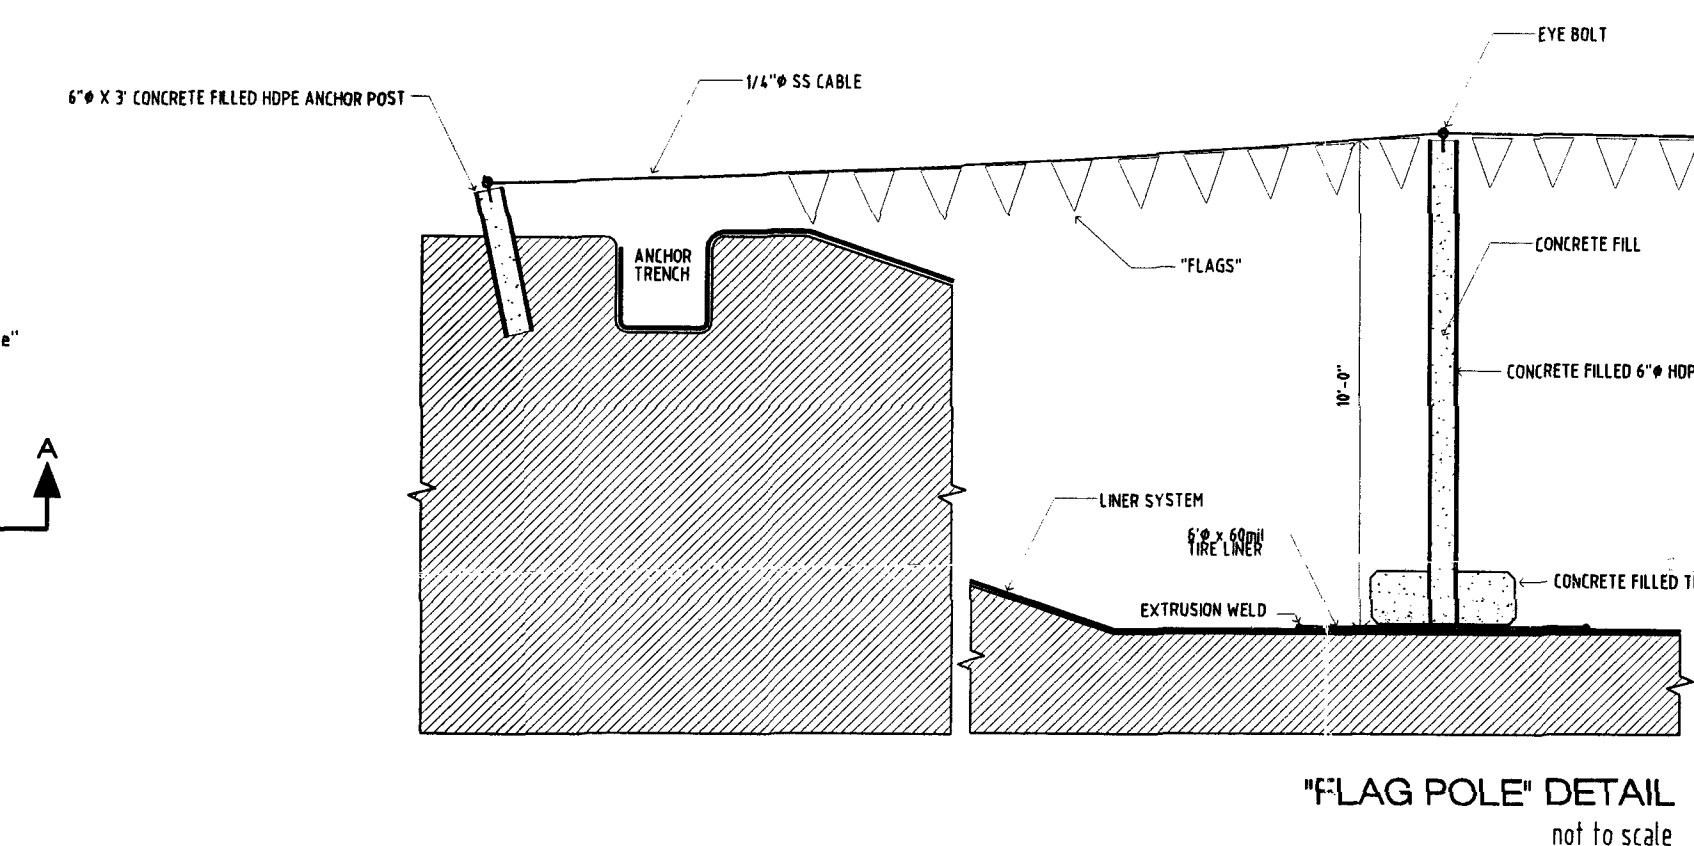 EYE BOLT
1/4"ø SS CABLE
6"ø X 3' CONCRETE FILLED HDPE ANCHOR POST
CONCRETE FILL
ANCHOR
TRENCH
"FLAGS"
e"
10'-0"
CONCRETE FILLED 6"ø HDP
A
LINER SYSTEM
6'ø x 60mil
TIRE LINER
CONCRETE FILLED TI
EXTRUSION WELD
"FLAG POLE" DETAIL
not to scale